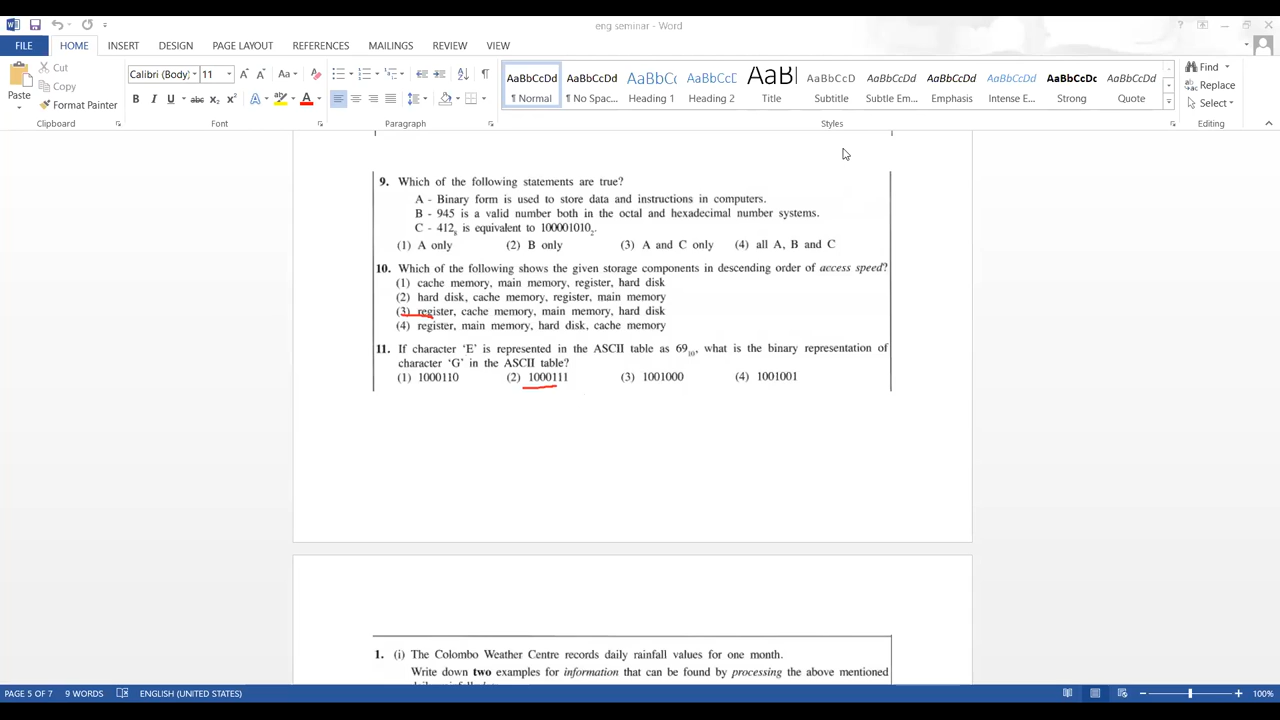 eng seminar - Word
FILE HOME INSERT DESIGN PAGE LAYOUT REFERENCES MAILINGS REVIEW VIEW
Paste
Cut
Copy
Format Painter
Clipboard
Calibri (Body) 11
Font
Paragraph
AaBbCcDd AaBbCcDd AaBbCc AaBbCcD AaBl AaBbCcD AaBbCcDd AaBbCcDd AaBbCcDd AaBbCcDc AaBbCcDd
¶ Normal ¶ No Spac... Heading 1 Heading 2 Title Subtitle Subtle Em... Emphasis Intense E... Strong Quote
Styles
Find
Replace
Select
Editing
9. Which of the following statements are true?
A - Binary form is used to store data and instructions in computers.
B - 945 is a valid number both in the octal and hexadecimal number systems.
C - 412₈ is equivalent to 100001010₂.
(1) A only (2) B only (3) A and C only (4) all A, B and C
10. Which of the following shows the given storage components in descending order of access speed?
(1) cache memory, main memory, register, hard disk
(2) hard disk, cache memory, register, main memory
(3) register, cache memory, main memory, hard disk
(4) register, main memory, hard disk, cache memory
11. If character ‘E’ is represented in the ASCII table as 69₁₀, what is the binary representation of
character ‘G’ in the ASCII table?
(1) 1000110 (2) 1000111 (3) 1001000 (4) 1001001
1. (i) The Colombo Weather Centre records daily rainfall values for one month.
Write down two examples for information that can be found by processing the above mentioned
PAGE 5 OF 7 9 WORDS ENGLISH (UNITED STATES) 100%